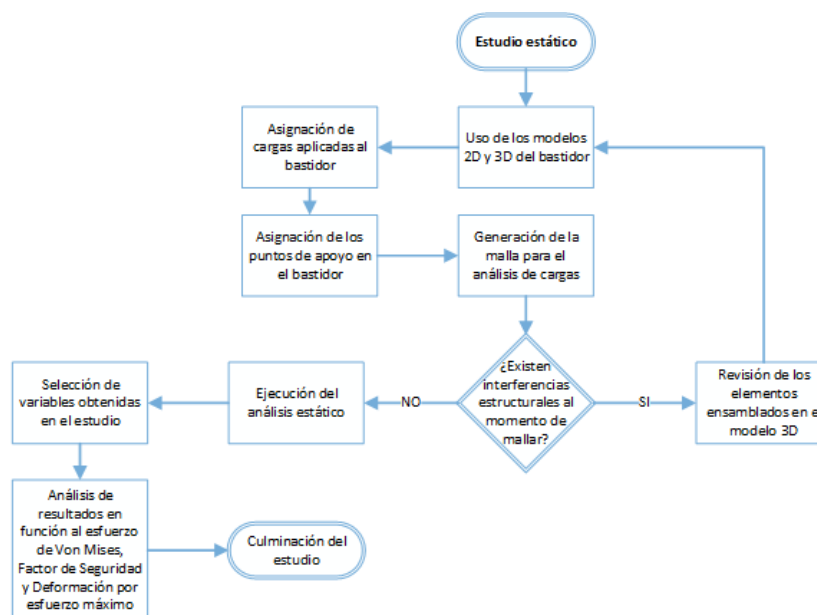 Estudio estático
Asignación de
cargas aplicadas al
bastidor
Uso de los modelos
2D y 3D del bastidor
Asignación de los
puntos de apoyo en
el bastidor
Generación de la
malla para el
análisis de cargas
¿Existen
interferencias
estructurales al
momento de
mallar?
NO
SI
Selección de
variables obtenidas
en el estudio
Ejecución del
análisis estático
Revisión de los
elementos
ensamblados en e
modelo 3D
Análisis de
resultados en
función al esfuerzo
de Von Mises,
Factor de Seguridad
y Deformación por
esfuerzo máximo
Culminación del
estudio